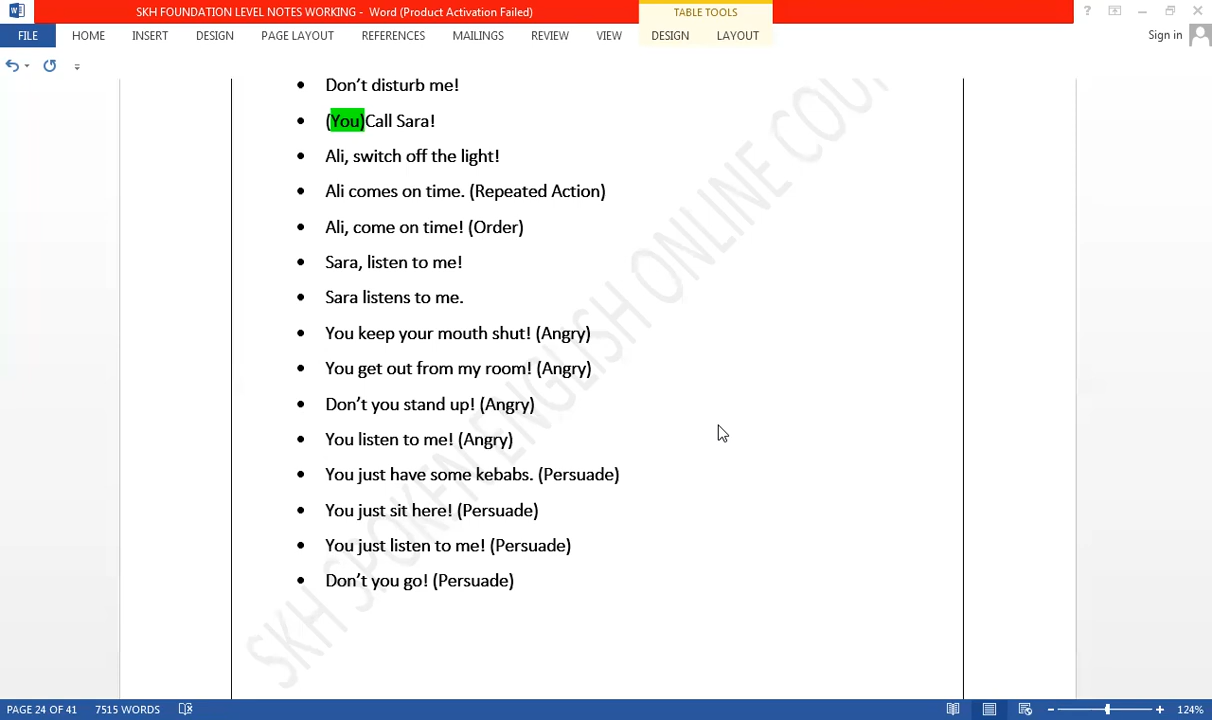 SKH FOUNDATION LEVEL NOTES WORKING - Word (Product Activation Failed)
TABLE TOOLS
?
FILE HOME INSERT DESIGN PAGE LAYOUT REFERENCES MAILINGS REVIEW VIEW DESIGN LAYOUT Sign in
• Don't disturb me!
• (You)Call Sara!
• Ali, switch off the light!
• Ali comes on time. (Repeated Action)
• Ali, come on time! (Order)
• Sara, listen to me!
• Sara listens to me.
• You keep your mouth shut! (Angry)
• You get out from my room! (Angry)
• Don't you stand up! (Angry)
• You listen to me! (Angry)
• You just have some kebabs. (Persuade)
• You just sit here! (Persuade)
• You just listen to me! (Persuade)
• Don't you go! (Persuade)
SKH SPOKEN ENGLISH ONLINE
PAGE 24 OF 41 7515 WORDS 124%